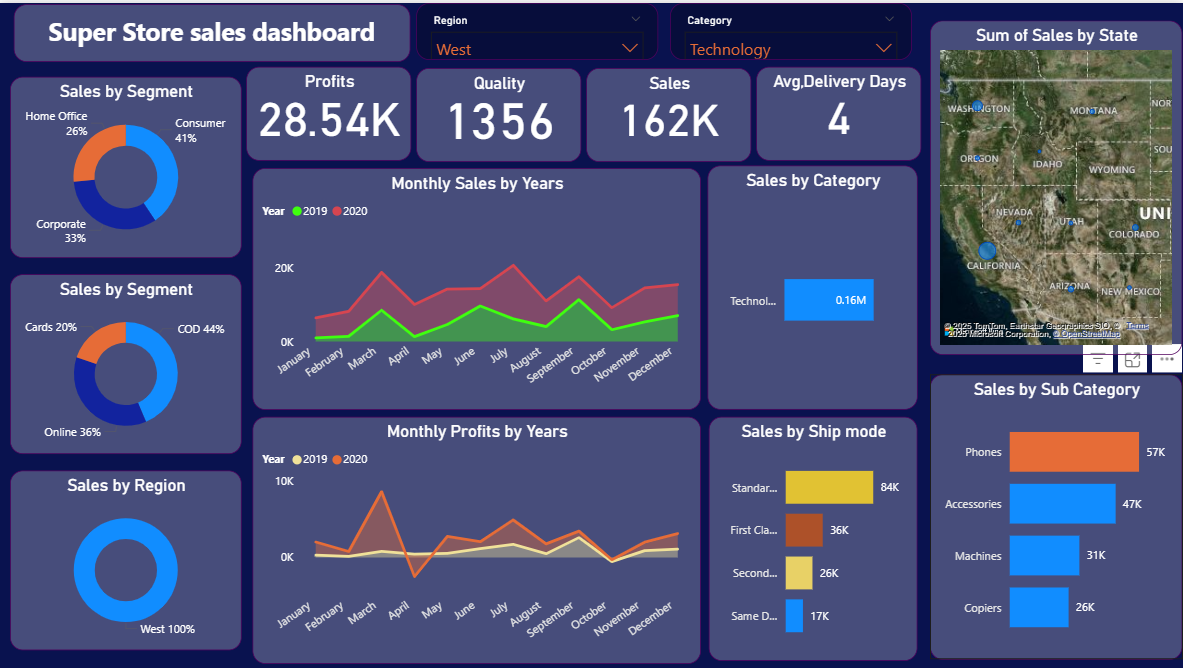 Super Store sales dashboard
Region
West
Category
Technology
Sales by Segment
Home Office
26%
Consumer
41%
Corporate
33%
Profits
28.54K
Quality
1356
Sales
162K
Avg,Delivery Days
4
Sum of Sales by State
WASHINGTON
MONTANA
NOR
OREGON
IDAHO
SOU
WYOMING
NEVADA
UTAH
UNI
COLORADO
CALIFORNIA
ARIZONA
NEW MEXICO
© 2025 TomTom, Earthstar Geographics SIO, ©
2025 Microsoft Corporation, © OpenStreetMap
Terms
Monthly Sales by Years
Year 2019 2020
20K
0K
January
February
March
April
May
June
July
August
September
October
November
December
Sales by Category
Technol...
0.16M
Sales by Segment
Cards 20%
COD 44%
Online 36%
Monthly Profits by Years
Year 2019 2020
10K
0K
January
February
March
April
May
June
July
August
September
October
November
December
Sales by Ship mode
Standar...
84K
First Cla...
36K
Second...
26K
Same D...
17K
Sales by Sub Category
Phones
57K
Accessories
47K
Machines
31K
Copiers
26K
Sales by Region
West 100%